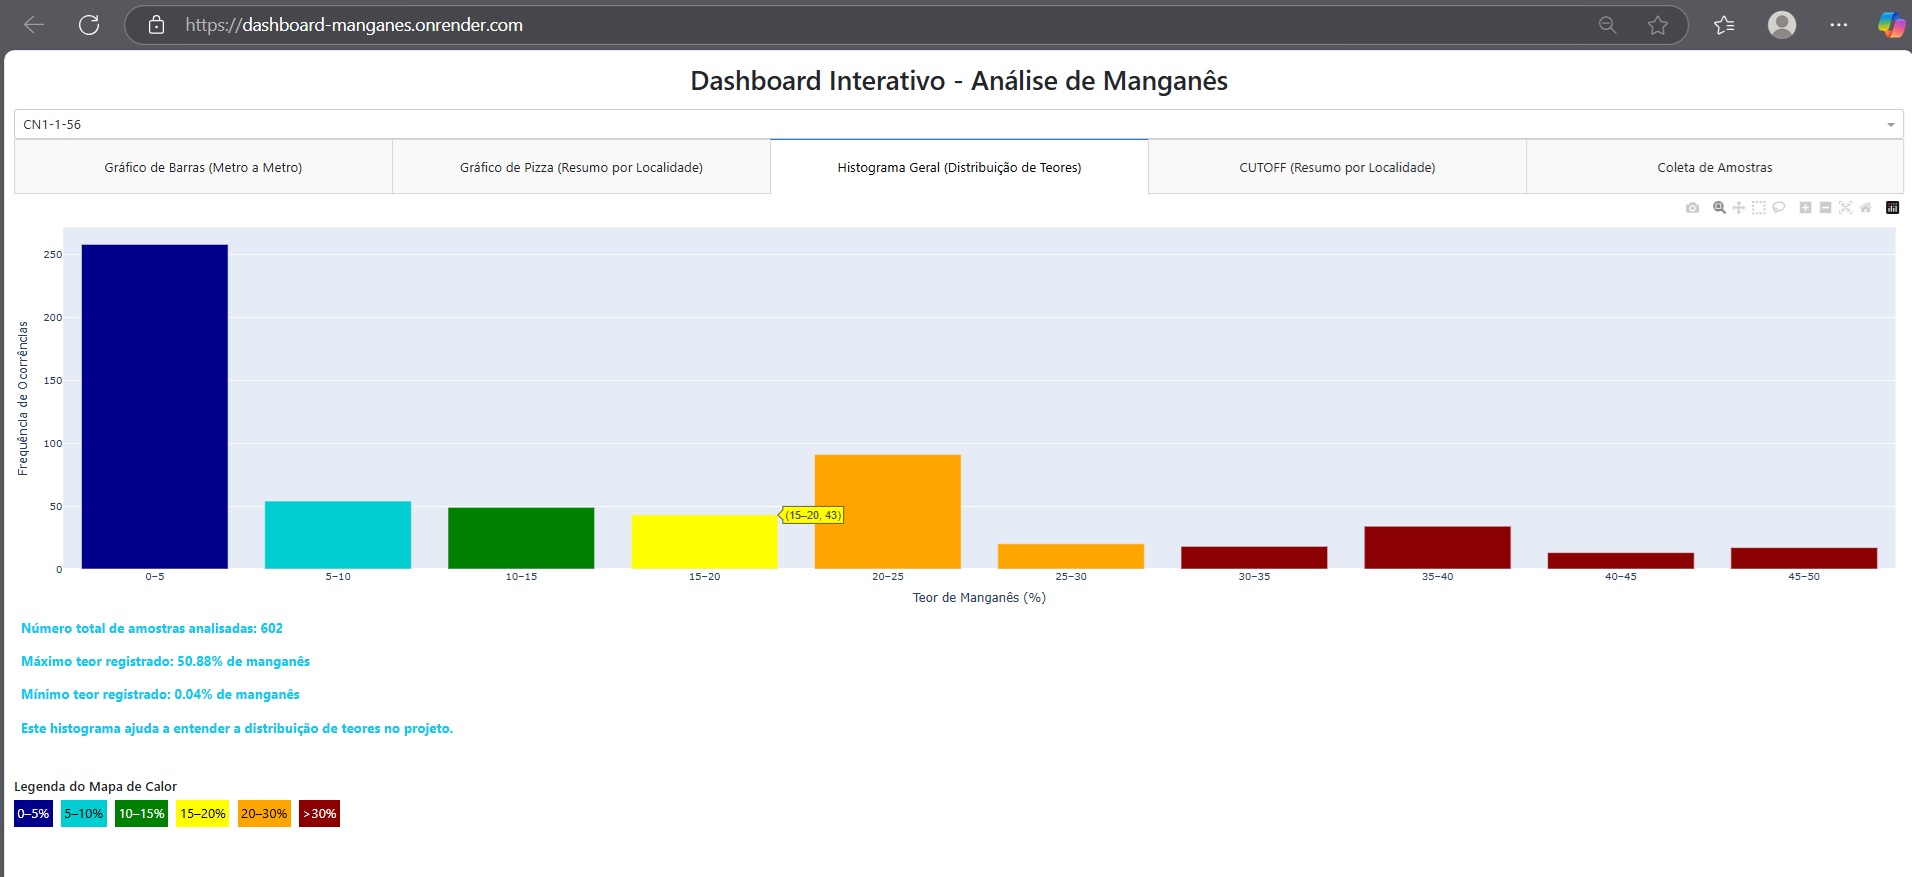 https://dashboard-manganes.onrender.com
Dashboard Interativo - Análise de Manganês
CN1-1-56
Gráfico de Barras (Metro a Metro)
Gráfico de Pizza (Resumo por Localidade)
Histograma Geral (Distribuição de Teores)
CUTOFF (Resumo por Localidade)
Coleta de Amostras
Frequência de Ocorrências
250
200
150
100
50
0
(15–20, 43)
0–5
5–10
10–15
15–20
20–25
25–30
30–35
35–40
40–45
45–50
Teor de Manganês (%)
Número total de amostras analisadas: 602
Máximo teor registrado: 50.88% de manganês
Mínimo teor registrado: 0.04% de manganês
Este histograma ajuda a entender a distribuição de teores no projeto.
Legenda do Mapa de Calor
0–5%
5–10%
10–15%
15–20%
20–30%
>30%